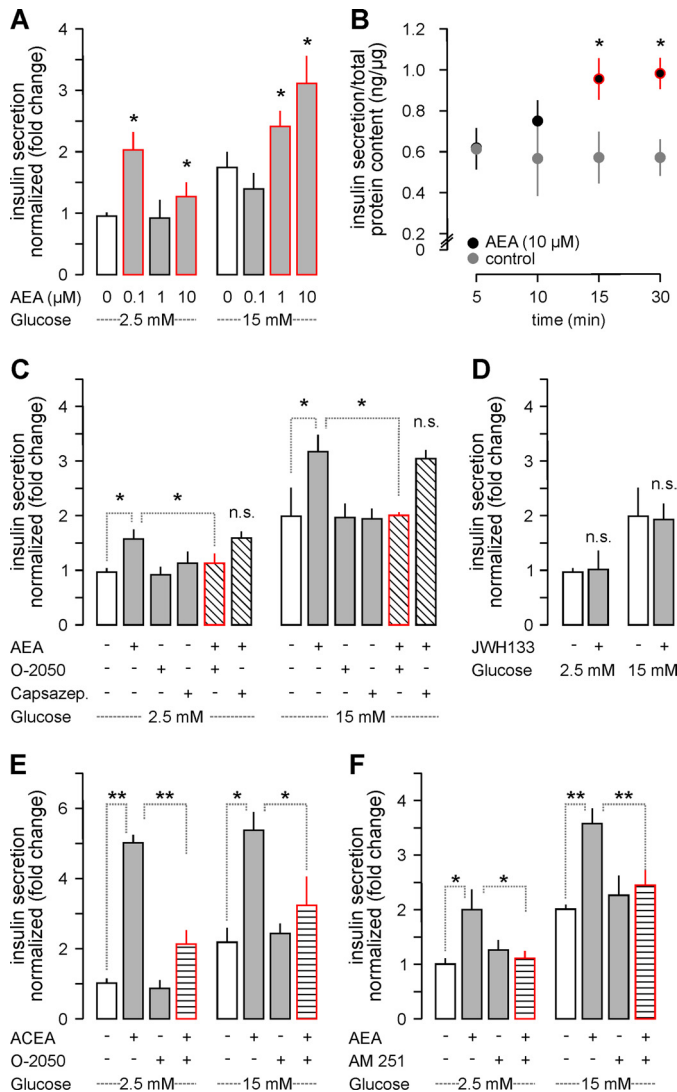 A
insulin secretion
normalized (fold change)
4
3
2
1
0
* * * *
*
AEA (µM) 0 0.1 1 10 0 0.1 1 10
Glucose 2.5 mM 15 mM
B
insulin secretion/total
protein content (ng/µg)
1.2
1.0
0.8
0.6
0.4
0.2
0
* *
AEA (10 µM)
control
5 10 15 30
time (min)
C
insulin secretion
normalized (fold change)
4
3
2
1
0
* * n.s. * * n.s.
AEA - + - - + + - + - - + +
O-2050 - - + - + - - - + - + -
Capsazep. - - - + - + - - - + - +
Glucose 2.5 mM 15 mM
D
insulin secretion
normalized (fold change)
4
3
2
1
0
n.s. n.s.
JWH133 - + - +
Glucose 2.5 mM 15 mM
E
insulin secretion
normalized (fold change)
6
4
2
0
** ** * *
ACEA - + - + - + - +
O-2050 - - + + - - + +
Glucose 2.5 mM 15 mM
F
insulin secretion
normalized (fold change)
4
3
2
1
0
* * ** **
AEA - + - + - + - +
AM 251 - - + + - - + +
Glucose 2.5 mM 15 mM